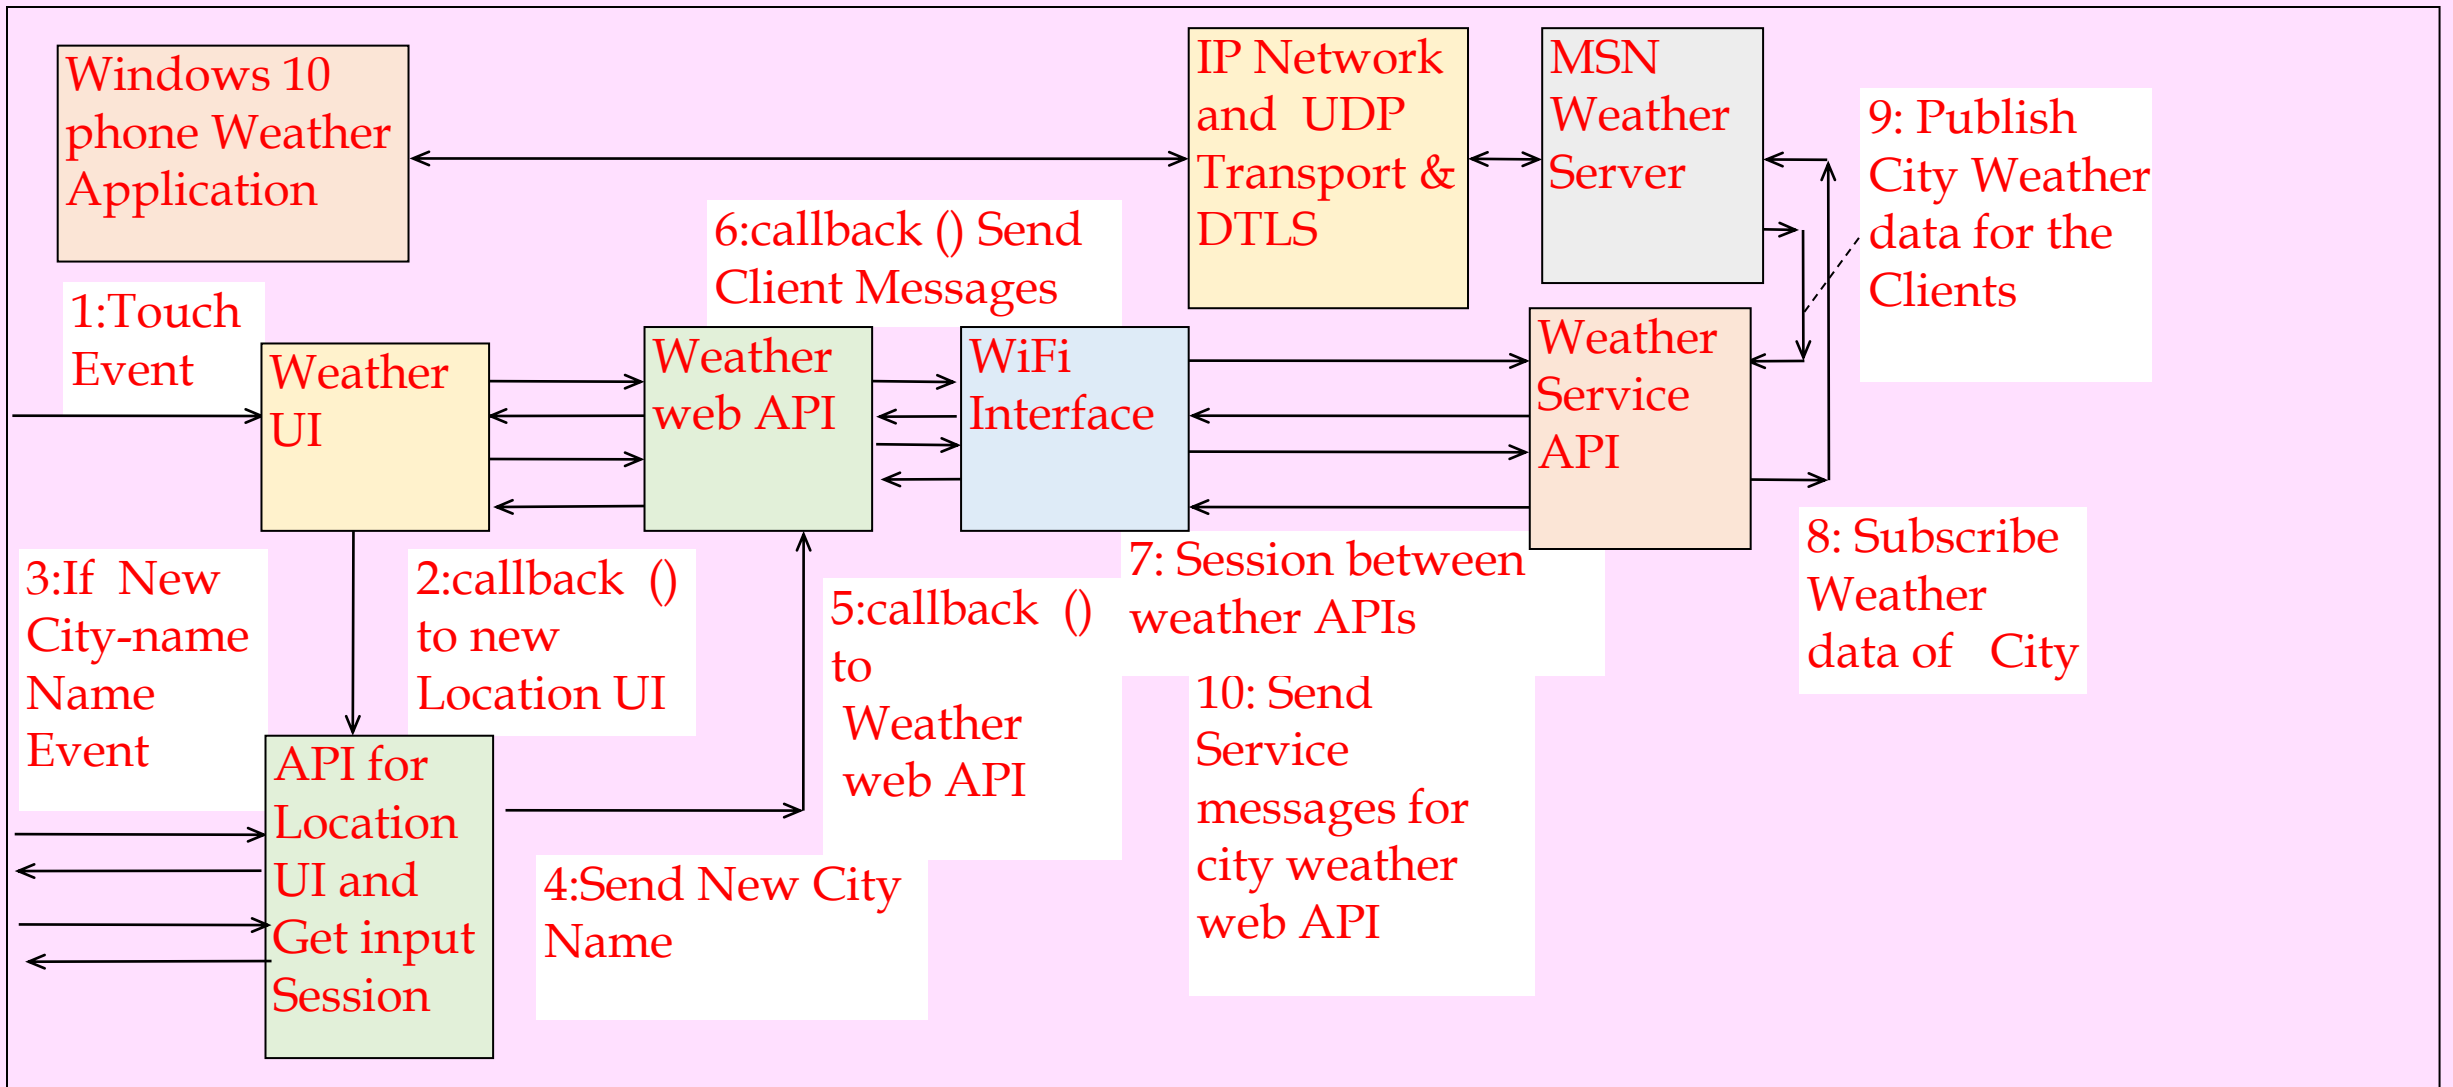 Windows 10
phone Weather
Application
IP Network
and UDP
Transport &
DTLS
MSN
Weather
Server
9: Publish
City Weather
data for the
Clients
6:callback () Send
Client Messages
1:Touch
Event
Weather
UI
Weather
web API
WiFi
Interface
Weather
Service
API
3:If New
City-name
Name
Event
2:callback ()
to new
Location UI
5:callback ()
to
Weather
web API
7: Session between
weather APIs
8: Subscribe
Weather
data of City
10: Send
Service
messages for
city weather
web API
API for
Location
UI and
Get input
Session
4:Send New City
Name